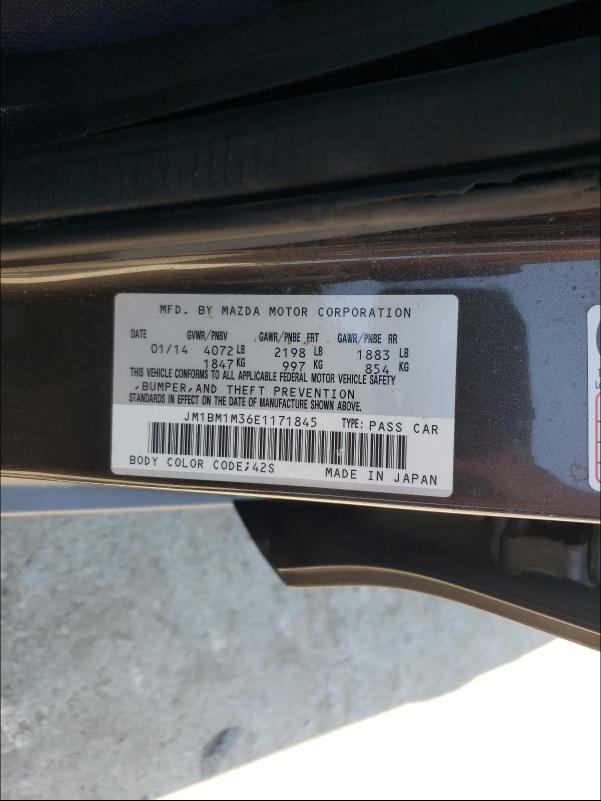 MFD. BY MAZDA MOTOR CORPORATION
DATE GVWR/PNBV GAWR/PNBE FRT GAWR/PNBE RR
01/14 4072 LB 2198 LB 1883 LB
1847 KG 997 KG 854 KG
THIS VEHICLE CONFORMS TO ALL APPLICABLE FEDERAL MOTOR VEHICLE SAFETY
,BUMPER,AND THEFT PREVENTION
STANDARDS IN EFFECT ON THE DATE OF MANUFACTURE SHOWN ABOVE.
JM1BM1M36E1171845 TYPE: PASS CAR
BODY COLOR CODE;42S MADE IN JAPAN